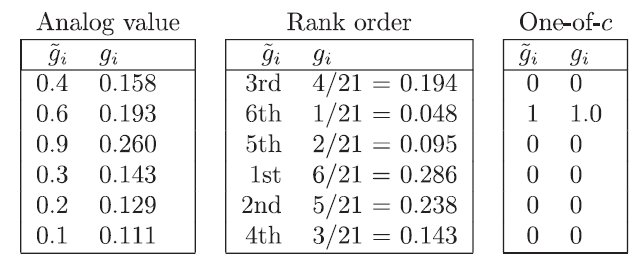 Analog value Rank order One-of-c
g̃ᵢ gᵢ g̃ᵢ gᵢ g̃ᵢ gᵢ
0.4 0.158 3rd 4/21 = 0.194 0 0
0.6 0.193 6th 1/21 = 0.048 1 1.0
0.9 0.260 5th 2/21 = 0.095 0 0
0.3 0.143 1st 6/21 = 0.286 0 0
0.2 0.129 2nd 5/21 = 0.238 0 0
0.1 0.111 4th 3/21 = 0.143 0 0